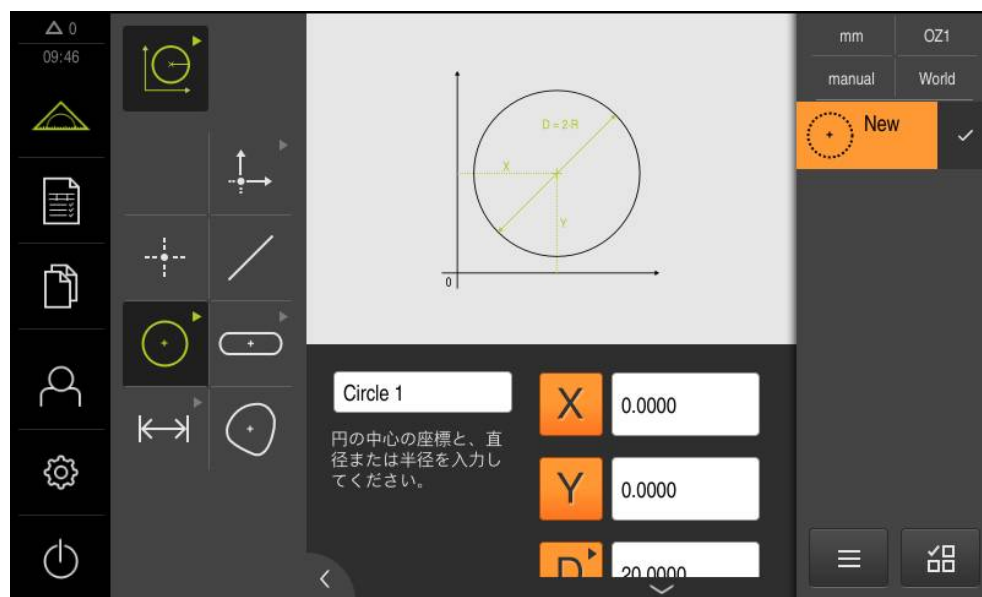 0
09:46
D = 2·R
X
Y
0
Circle 1
円の中心の座標と、直
径または半径を入力し
てください。
X 0.0000
Y 0.0000
D 20.0000
mm OZ1
manual World
New